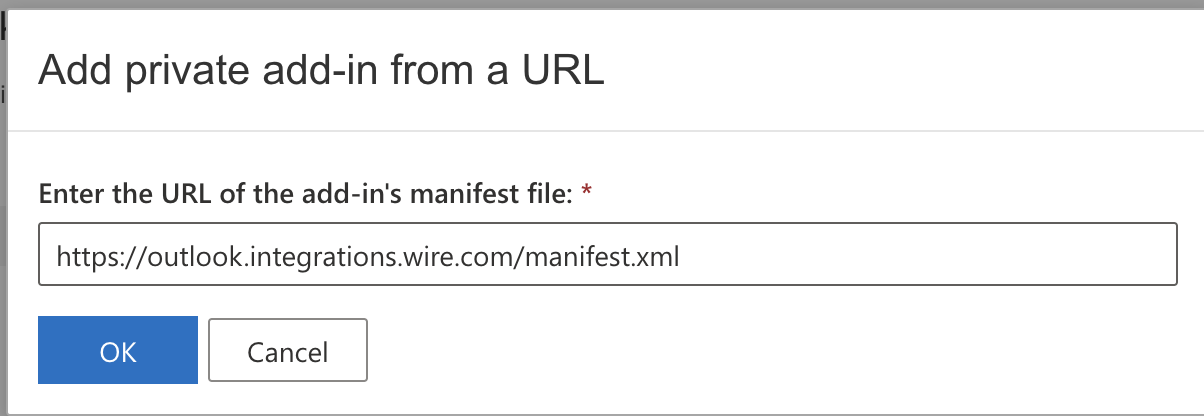 Add private add-in from a URL
Enter the URL of the add-in's manifest file: *
https://outlook.integrations.wire.com/manifest.xml
OK
Cancel